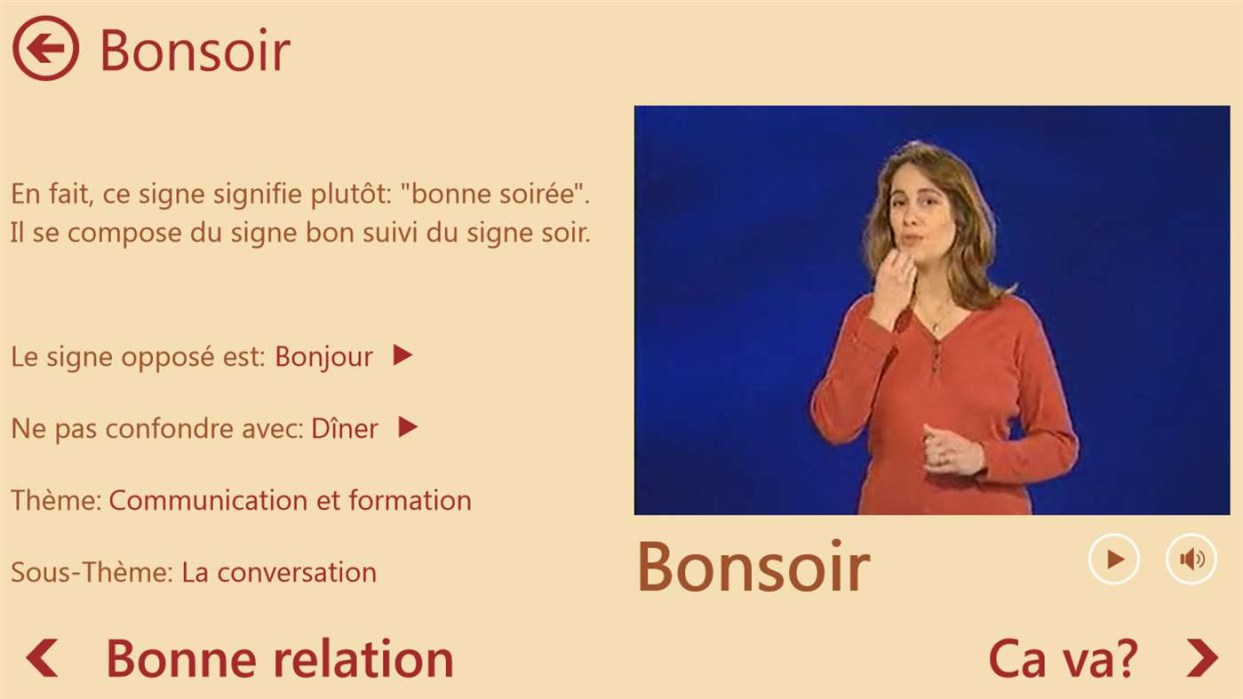 Bonsoir
En fait, ce signe signifie plutôt: "bonne soirée".
Il se compose du signe bon suivi du signe soir.
Le signe opposé est: Bonjour
Ne pas confondre avec: Dîner
Thème: Communication et formation
Sous-Thème: La conversation
Bonsoir
Bonne relation
Ca va?